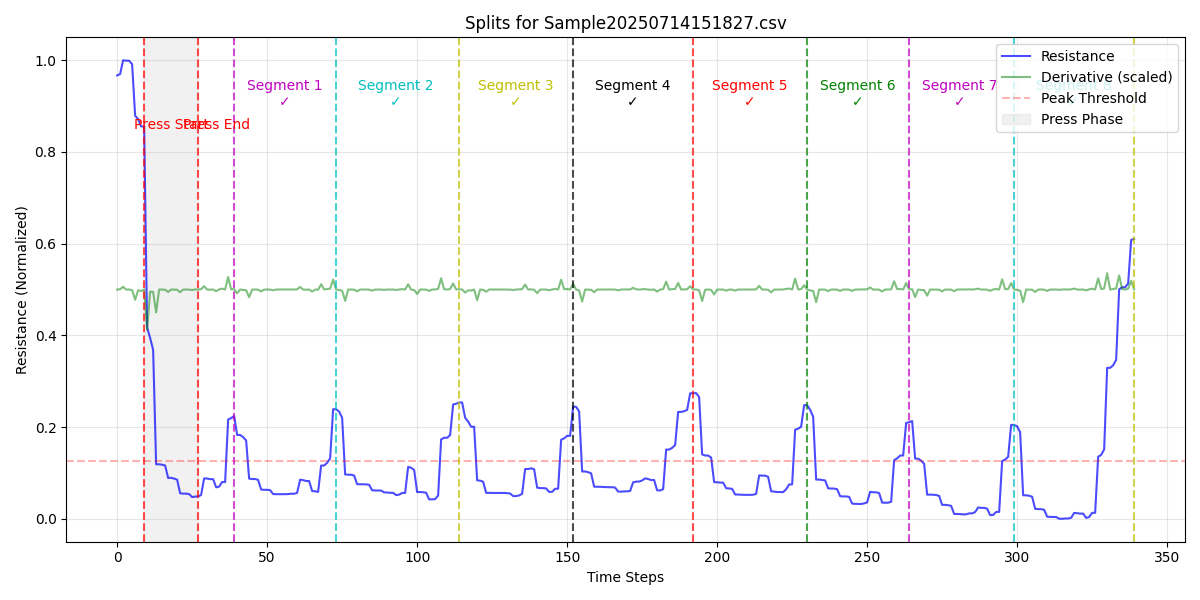 Splits for Sample20250714151827.csv
Resistance (Normalized)
1.0
0.8
0.6
0.4
0.2
0.0
Segment 1
✓
Segment 2
✓
Segment 3
✓
Segment 4
✓
Segment 5
✓
Segment 6
✓
Segment 7
✓
Segment 8
Press Start
Press End
Resistance
Derivative (scaled)
Peak Threshold
Press Phase
0
50
100
150
200
250
300
350
Time Steps